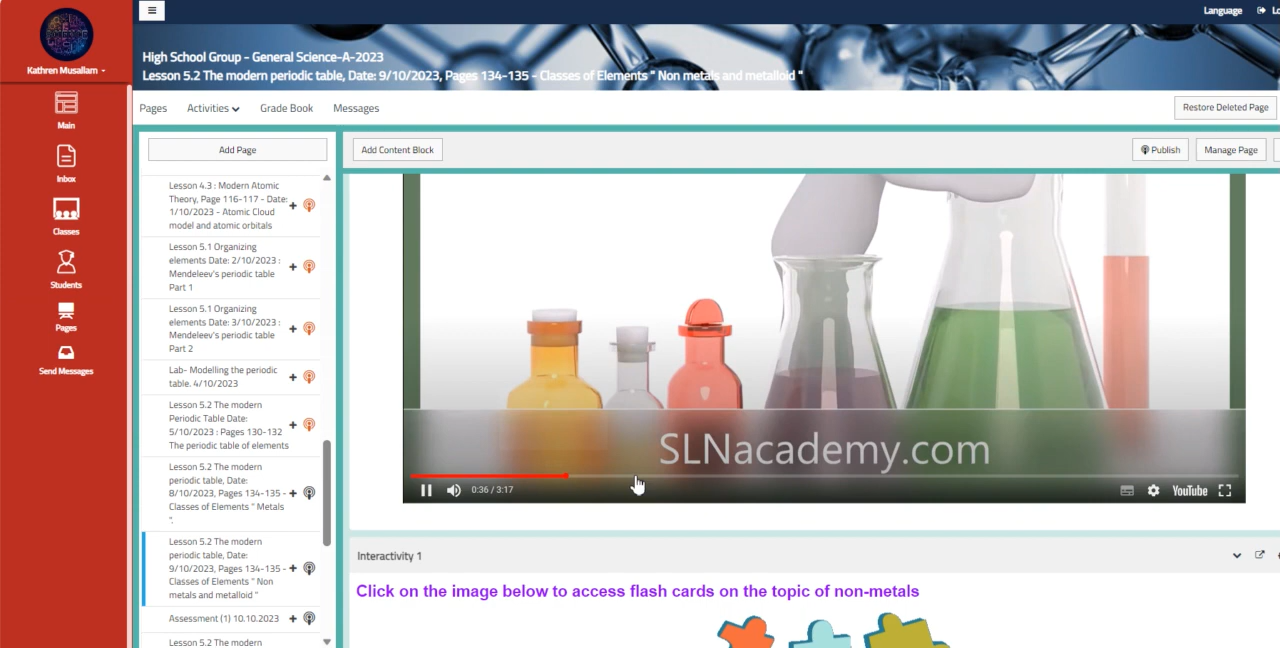 Language
Lo
Kathren Musallam
High School Group - General Science-A-2023
Lesson 5.2 The modern periodic table, Date: 9/10/2023, Pages 134-135 - Classes of Elements " Non metals and metalloid "
Pages
Activities
Grade Book
Messages
Restore Deleted Page
Main
Inbox
Classes
Students
Pages
Send Messages
Add Page
Add Content Block
Publish
Manage Page
Lesson 4.3 : Modern Atomic
Theory, Page 116-117 - Date:
1/10/2023 - Atomic Cloud
model and atomic orbitals
Lesson 5.1 Organizing
elements Date: 2/10/2023 :
Mendeleev's periodic table
Part 1
Lesson 5.1 Organizing
elements Date: 3/10/2023 :
Mendeleev's periodic table
Part 2
Lab- Modelling the periodic
table. 4/10/2023
Lesson 5.2 The modern
Periodic Table Date:
5/10/2023 : Pages 130-132
The periodic table of elements
Lesson 5.2 The modern
periodic table, Date:
8/10/2023, Pages 134-135 -
Classes of Elements " Metals
".
Lesson 5.2 The modern
periodic table, Date:
9/10/2023, Pages 134-135 -
Classes of Elements " Non
metals and metalloid "
Assessment (1) 10.10.2023
Lesson 5.2 The modern
SLNacademy.com
0:36 / 3:17
YouTube
Interactivity 1
Click on the image below to access flash cards on the topic of non-metals